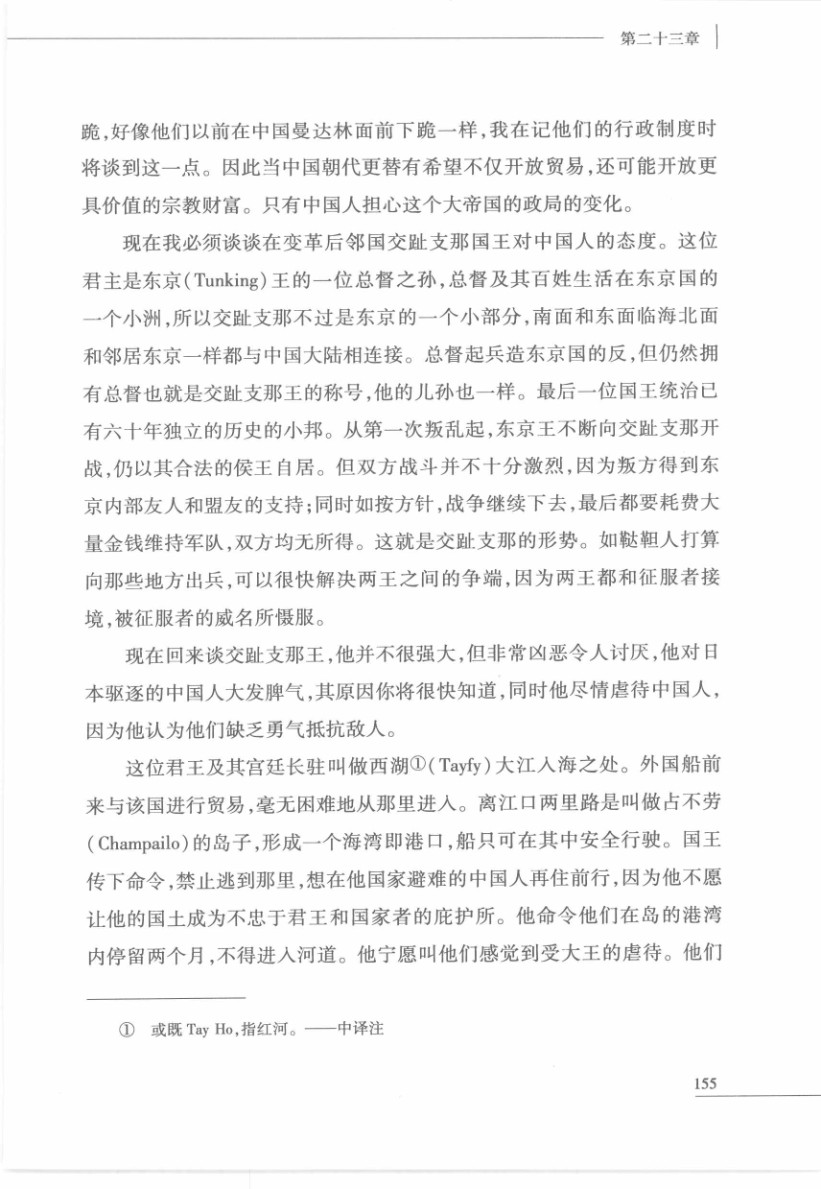 第二十三章
跪,好像他们以前在中国曼达林面前下跪一样,我在记他们的行政制度时
将谈到这一点。因此当中国朝代更替有希望不仅开放贸易,还可能开放更
具价值的宗教财富。只有中国人担心这个大帝国的政局的变化。
现在我必须谈谈在变革后邻国交趾支那国王对中国人的态度。这位
君主是东京(Tunking)王的一位总督之孙,总督及其百姓生活在东京国的
一个小洲,所以交趾支那不过是东京的一个小部分,南面和东面临海北面
和邻居东京一样都与中国大陆相连接。总督起兵造东京国的反,但仍然拥
有总督也就是交趾支那王的称号,他的儿孙也一样。最后一位国王统治已
有六十年独立的历史的小邦。从第一次叛乱起,东京王不断向交趾支那开
战,仍以其合法的侯王自居。但双方战斗并不十分激烈,因为叛方得到东
京内部友人和盟友的支持;同时如按方针,战争继续下去,最后都要耗费大
量金钱维持军队,双方均无所得。这就是交趾支那的形势。如鞑靼人打算
向那些地方出兵,可以很快解决两王之间的争端,因为两王都和征服者接
境,被征服者的威名所慑服。
现在回来谈交趾支那王,他并不很强大,但非常凶恶令人讨厌,他对日
本驱逐的中国人大发脾气,其原因你将很快知道,同时他尽情虐待中国人,
因为他认为他们缺乏勇气抵抗敌人。
这位君王及其宫廷长驻叫做西湖①(Tayfy)大江入海之处。外国船前
来与该国进行贸易,毫无困难地从那里进入。离江口两里路是叫做占不劳
(Champailo)的岛子,形成一个海湾即港口,船只可在其中安全行驶。国王
传下命令,禁止逃到那里,想在他国家避难的中国人再住前行,因为他不愿
让他的国土成为不忠于君王和国家者的庇护所。他命令他们在岛的港湾
内停留两个月,不得进入河道。他宁愿叫他们感觉到受大王的虐待。他们
① 或既 Tay Ho,指红河。——中译注
155